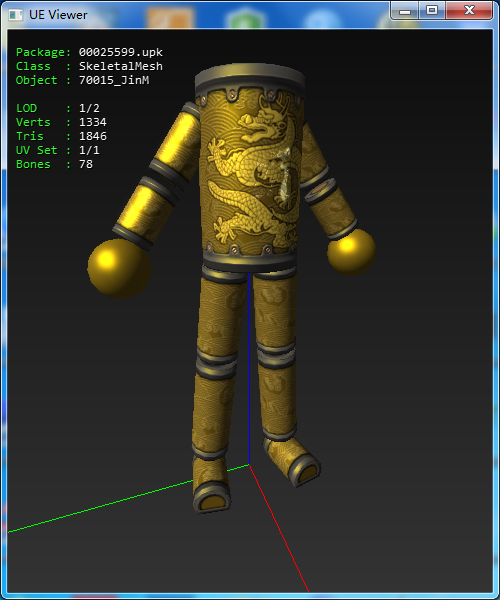 UE Viewer
Package: 00025599.upk
Class : SkeletalMesh
Object : 70015_JinM
LOD : 1/2
Verts : 1334
Tris : 1846
UV Set : 1/1
Bones : 78